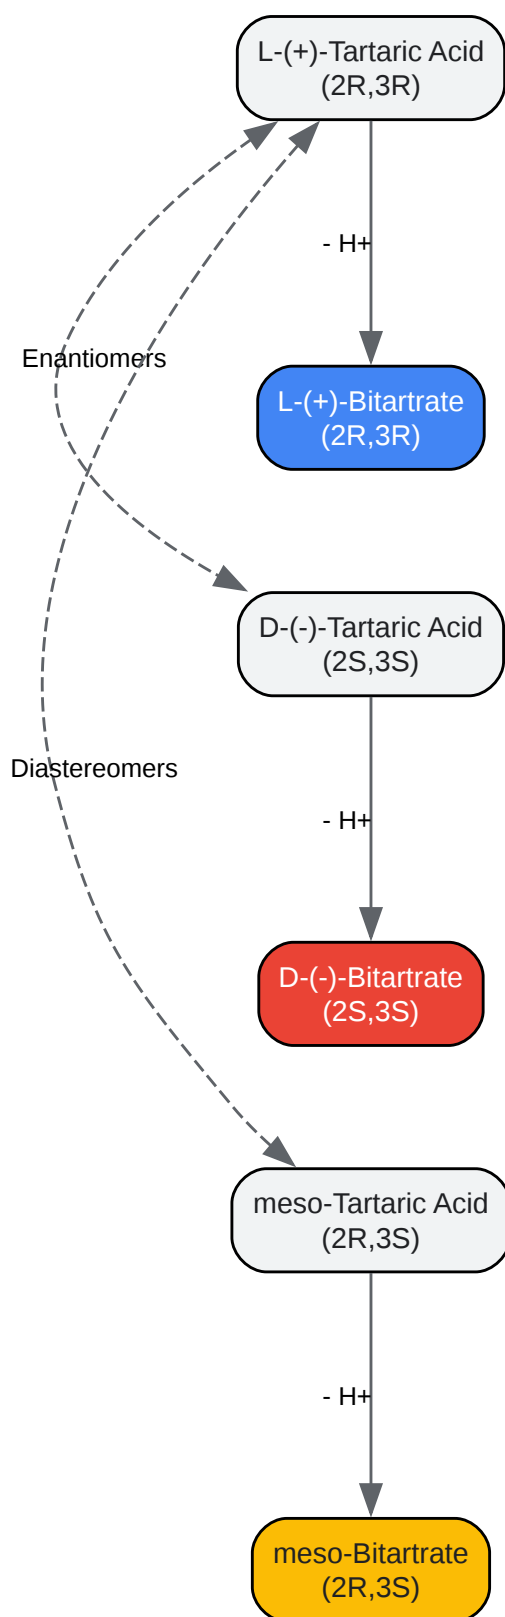 L-(+)-Tartaric Acid
(2R,3R)
- H+
Enantiomers
L-(+)-Bitartrate
(2R,3R)
D-(-)-Tartaric Acid
(2S,3S)
Diastereomers
- H+
D-(-)-Bitartrate
(2S,3S)
meso-Tartaric Acid
(2R,3S)
- H+
meso-Bitartrate
(2R,3S)